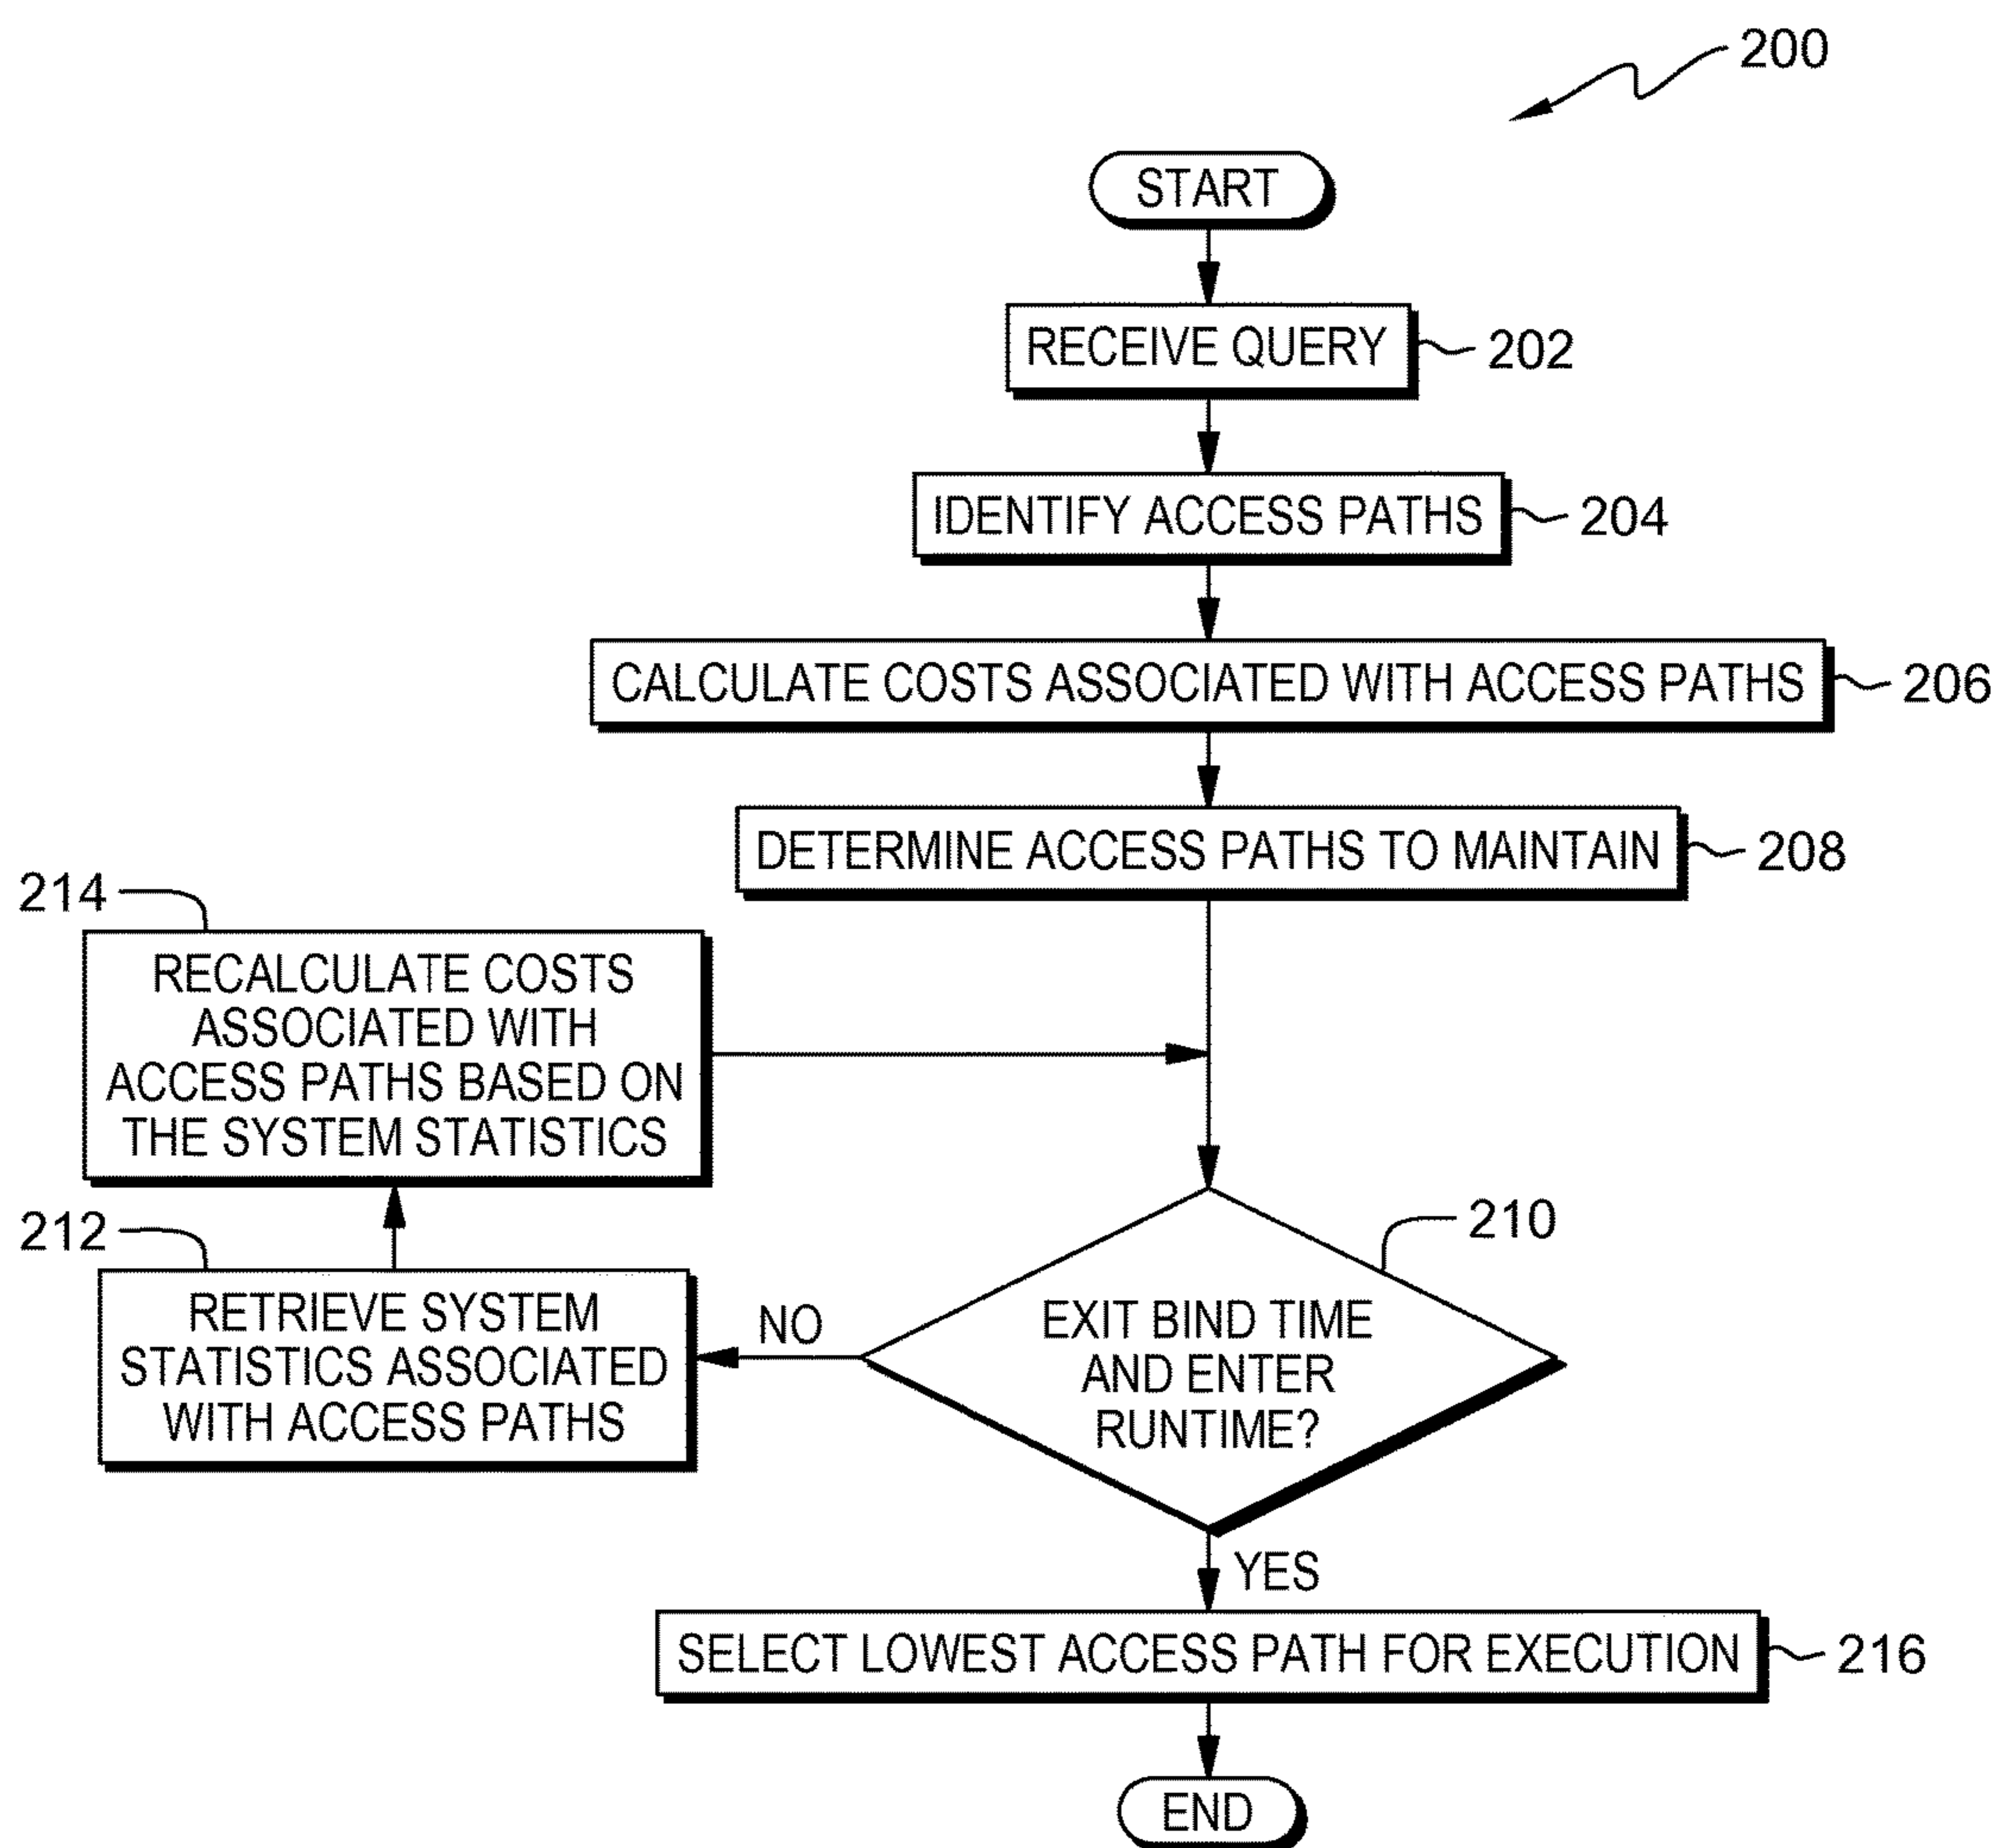 200
START
RECEIVE QUERY
202
IDENTIFY ACCESS PATHS
204
CALCULATE COSTS ASSOCIATED WITH ACCESS PATHS
206
DETERMINE ACCESS PATHS TO MAINTAIN
208
214
RECALCULATE COSTS
ASSOCIATED WITH
ACCESS PATHS BASED ON
THE SYSTEM STATISTICS
212
RETRIEVE SYSTEM
STATISTICS ASSOCIATED
WITH ACCESS PATHS
NO
210
EXIT BIND TIME
AND ENTER
RUNTIME?
YES
SELECT LOWEST ACCESS PATH FOR EXECUTION
216
END